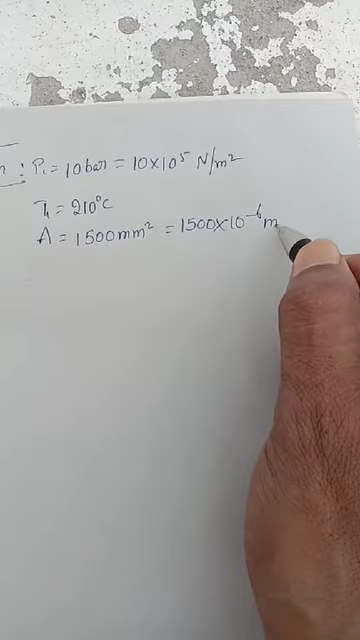 n : P₁ = 10 bar = 10×10⁵ N/m²
T₁ = 210°C
A = 1500 mm² = 1500×10⁻⁶ m